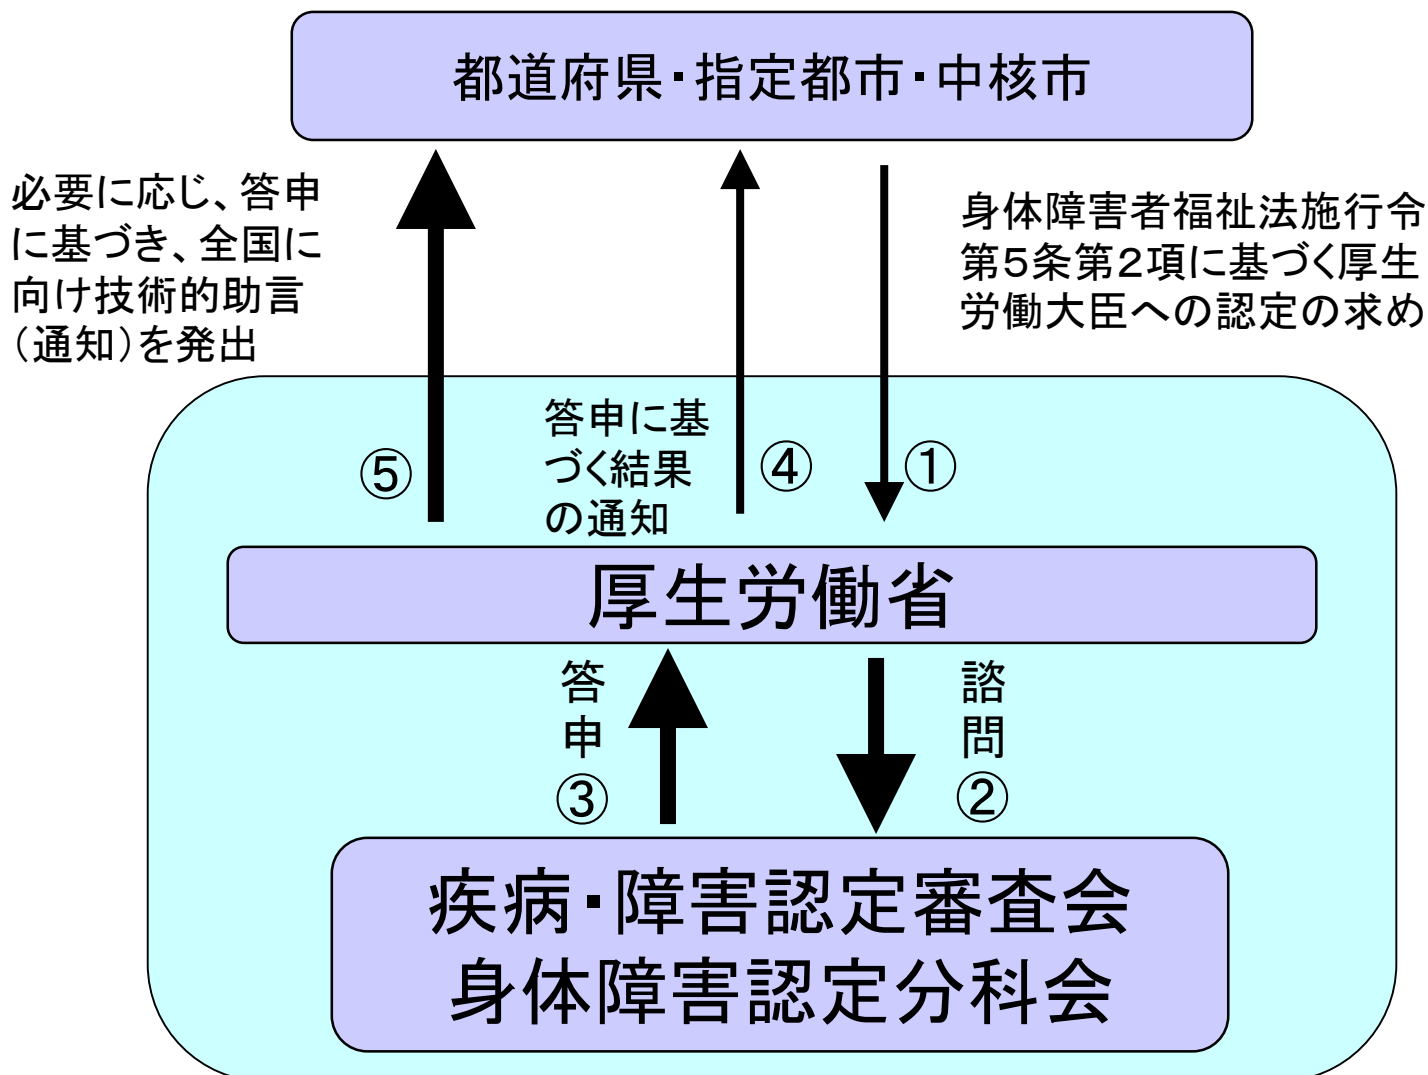 都道府県・指定都市・中核市
必要に応じ、答申
に基づき、全国に
向け技術的助言
（通知）を発出
身体障害者福祉法施行令
第５条第２項に基づく厚生
労働大臣への認定の求め
⑤
答申に基
づく結果
の通知
④
①
厚生労働省
答申
③
諮問
②
疾病・障害認定審査会
身体障害認定分科会